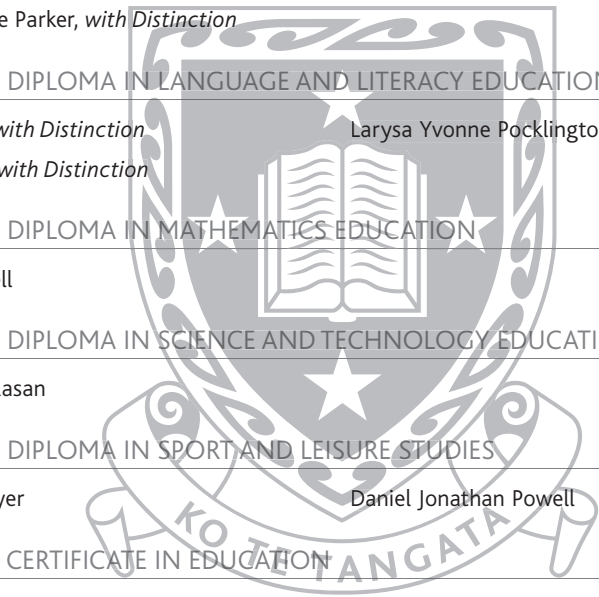 e Parker, with Distinction
DIPLOMA IN LANGUAGE AND LITERACY EDUCATION
with Distinction Larysa Yvonne Pocklingto
with Distinction
DIPLOMA IN MATHEMATICS EDUCATION
ll
DIPLOMA IN SCIENCE AND TECHNOLOGY EDUCATI
asan
DIPLOMA IN SPORT AND LEISURE STUDIES
yer Daniel Jonathan Powell
KO TE TANGATA
CERTIFICATE IN EDUCATION